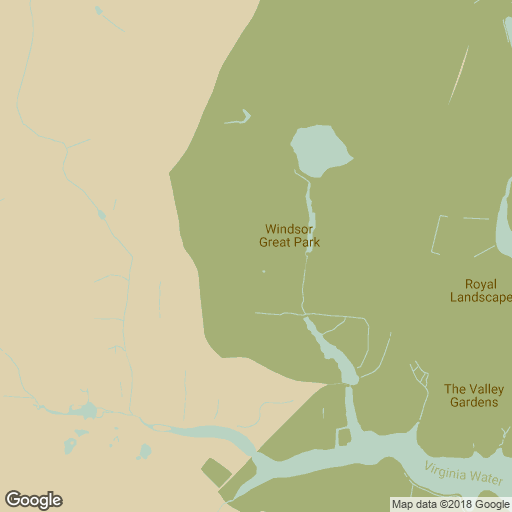 Windsor
Great Park
Royal
Landscape
The Valley
Gardens
Virginia Water
Google
Map data ©2018 Google